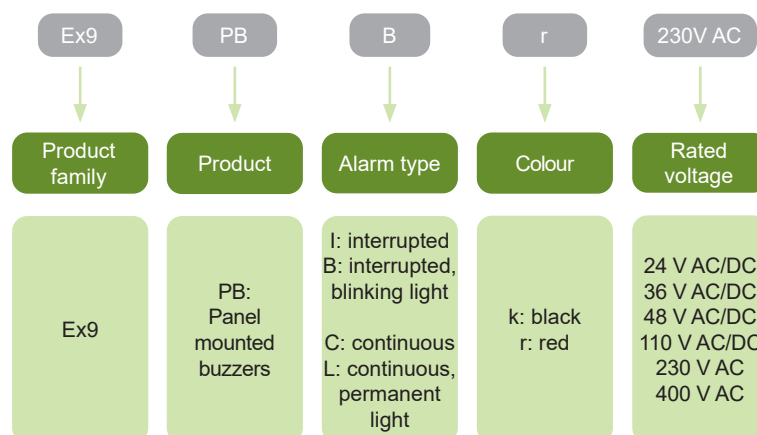 Ex9
PB
B
r
230V AC
Product
family
Product
Alarm type
Colour
Rated
voltage
Ex9
PB:
Panel
mounted
buzzers
I: interrupted
B: interrupted,
blinking light
C: continuous
L: continuous,
permanent
light
k: black
r: red
24 V AC/DC
36 V AC/DC
48 V AC/DC
110 V AC/DC
230 V AC
400 V AC